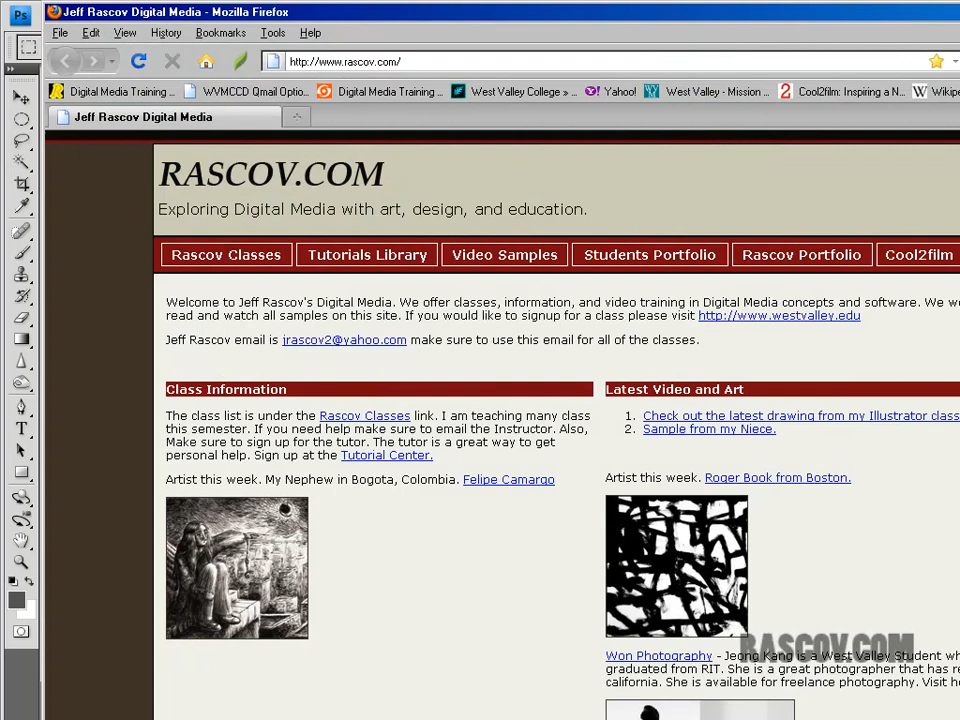 Ps
Jeff Rascov Digital Media - Mozilla Firefox
File Edit View History Tools Help
http://www.rascov.com/
Digital Media Training ... WVMCCD Qmail Optio... Digital Media Training ... West Valley College » ... Yahoo! West Valley - Mission ... Cool2film: Inspiring a N... W Wikipe
Jeff Rascov Digital Media
RASCOV.COM
Exploring Digital Media with art, design, and education.
Rascov Classes Tutorials Library Video Samples Students Portfolio Rascov Portfolio Cool2film
Welcome to Jeff Rascov's Digital Media. We offer classes, information, and video training in Digital Media concepts and software. We wo
read and watch all samples on this site. If you would like to signup for a class please visit http://www.westvalley.edu
Jeff Rascov email is jrascov2@yahoo.com make sure to use this email for all of the classes.
Class Information
The class list is under the Rascov Classes link. I am teaching many class
this semester. If you need help make sure to email the Instructor. Also,
Make sure to sign up for the tutor. The tutor is a great way to get
personal help. Sign up at the Tutorial Center.
Artist this week. My Nephew in Bogota, Colombia. Felipe Camargo
Latest Video and Art
1. Check out the latest drawing from my Illustrator class
2. Sample from my Niece.
Artist this week. Roger Book from Boston.
Won Photography - Jeong Kang is a West Valley Student wh
graduated from RIT. She is a great photographer that has re
california. She is available for freelance photography. Visit he
RASCOV.COM